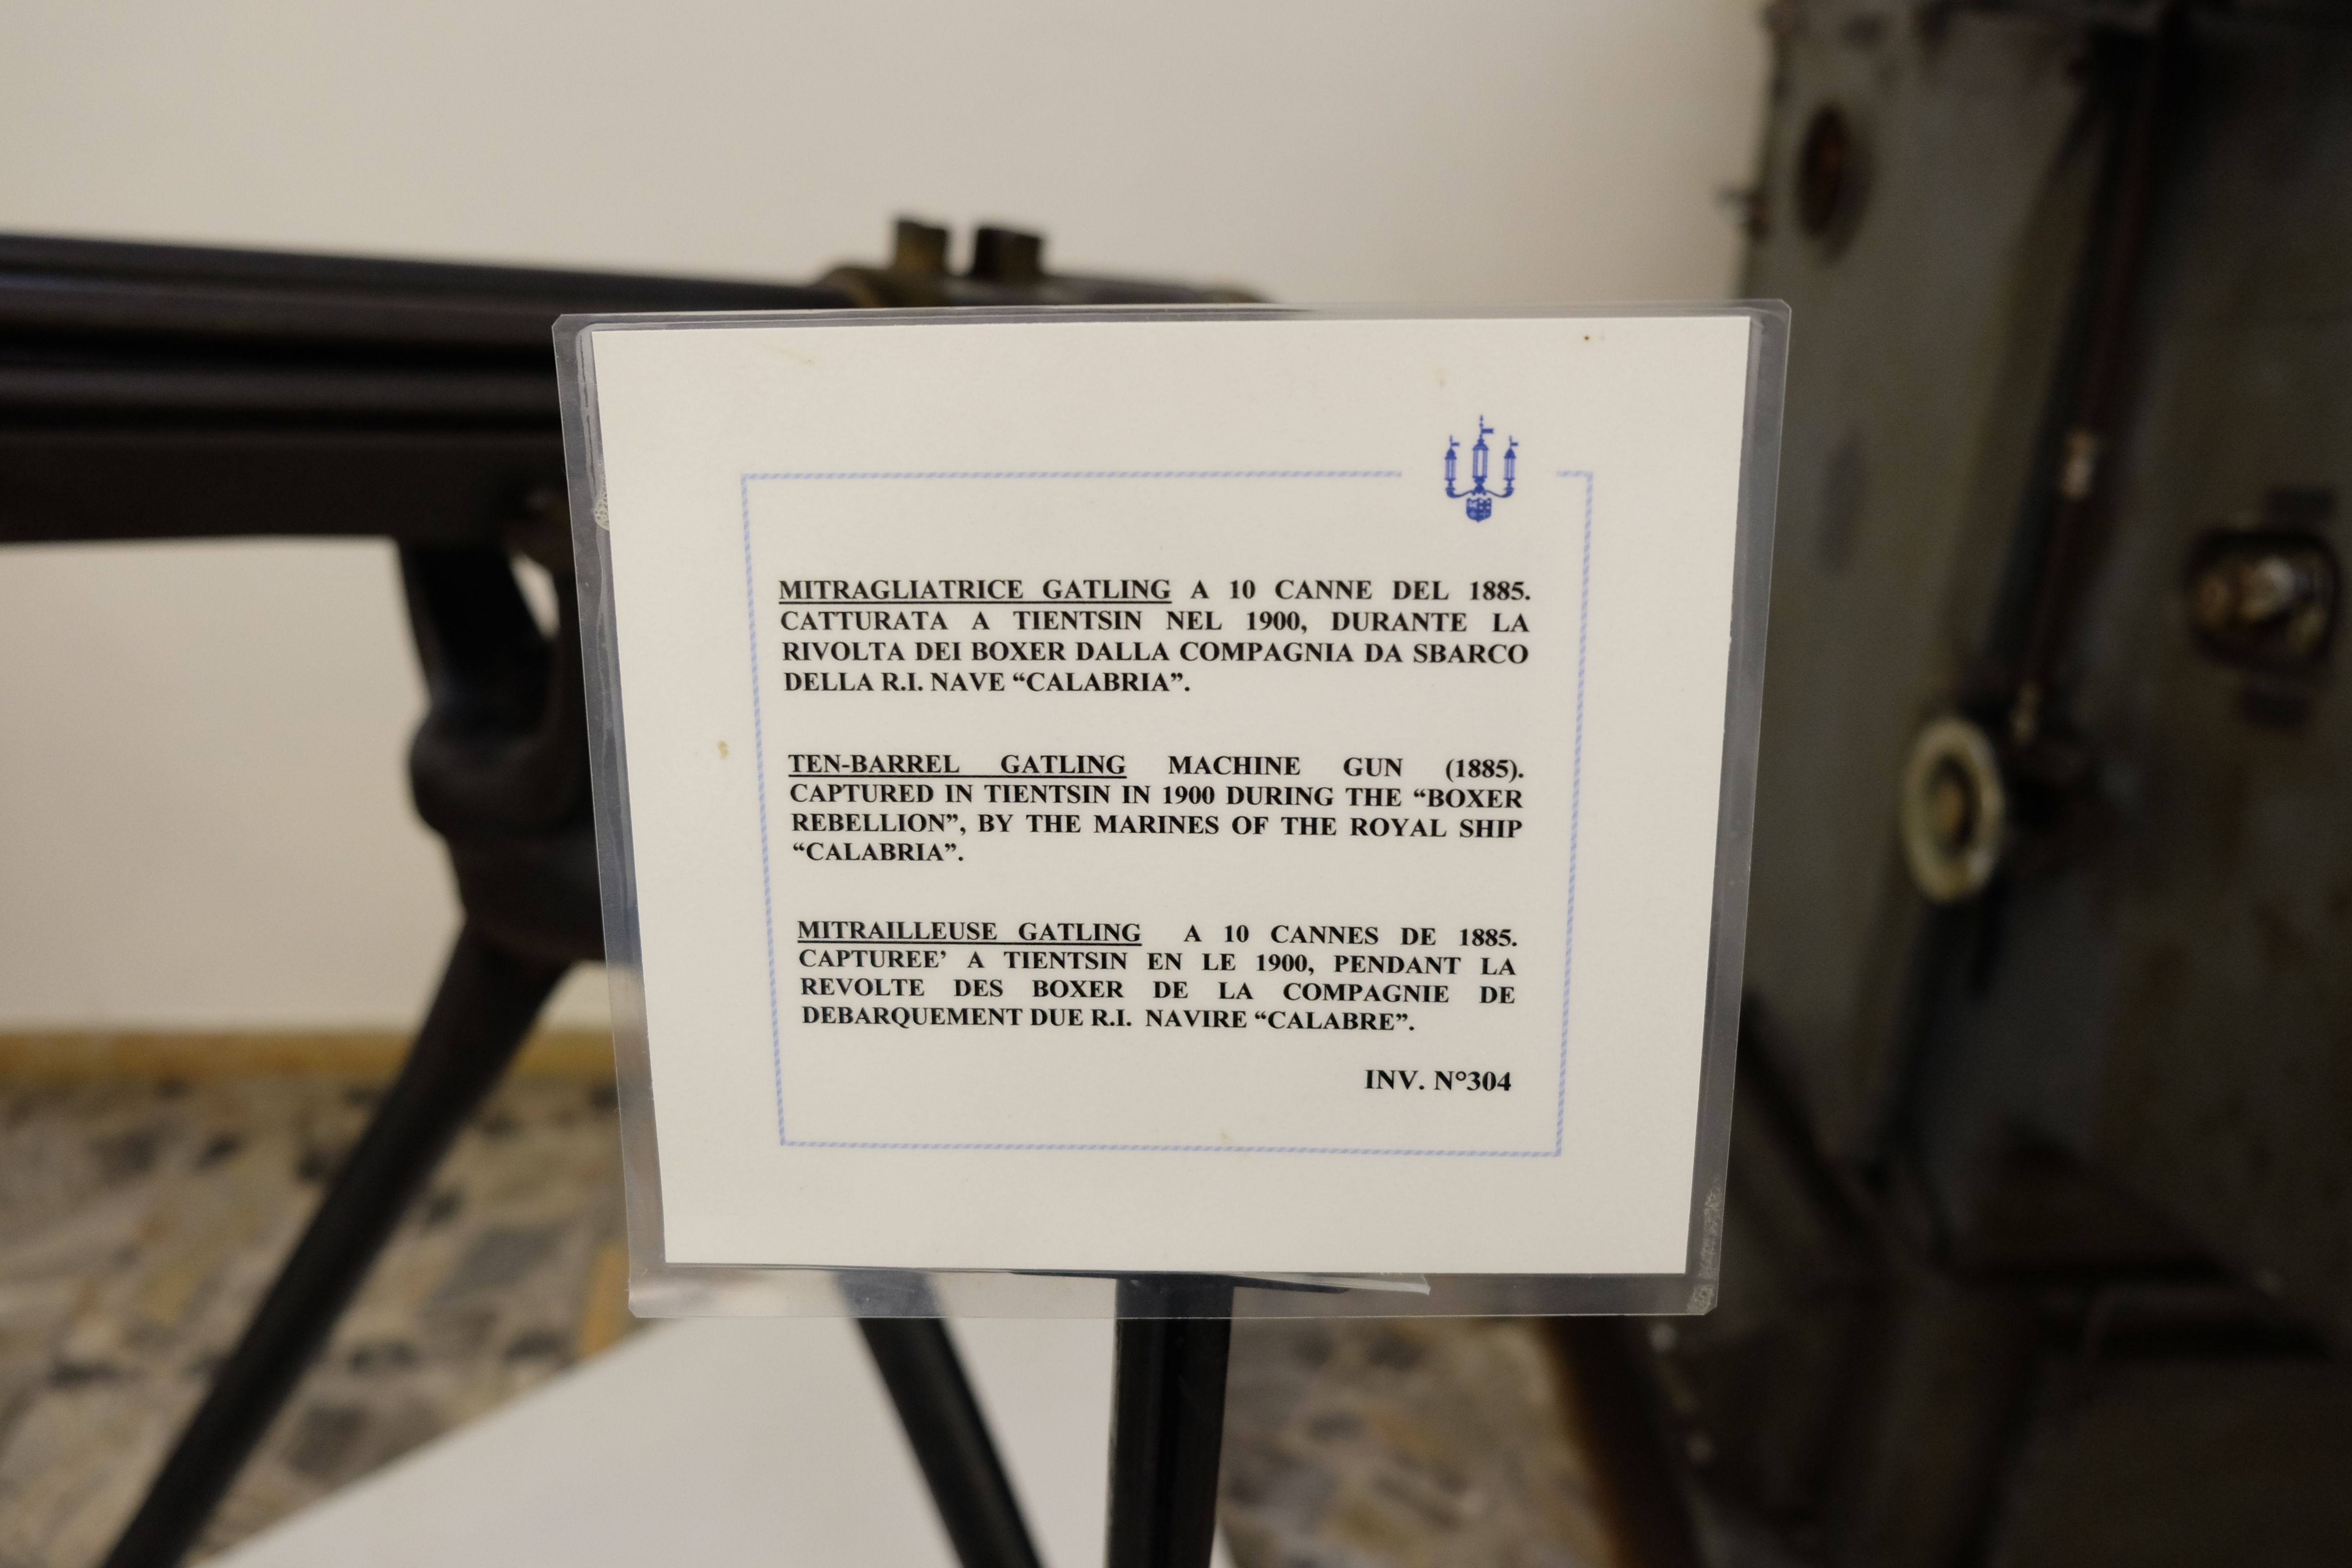 MITRAGLIATRICE GATLING A 10 CANNE DEL 1885.
CATTURATA A TIENTSIN NEL 1900, DURANTE LA
RIVOLTA DEI BOXER DALLA COMPAGNIA DA SBARCO
DELLA R.I. NAVE “CALABRIA”.
TEN-BARREL GATLING MACHINE GUN (1885).
CAPTURED IN TIENTSIN IN 1900 DURING THE “BOXER
REBELLION”, BY THE MARINES OF THE ROYAL SHIP
“CALABRIA”.
MITRAILLEUSE GATLING A 10 CANNES DE 1885.
CAPTUREE’ A TIENTSIN EN LE 1900, PENDANT LA
REVOLTE DES BOXER DE LA COMPAGNIE DE
DEBARQUEMENT DUE R.I. NAVIRE “CALABRE”.
INV. N°304